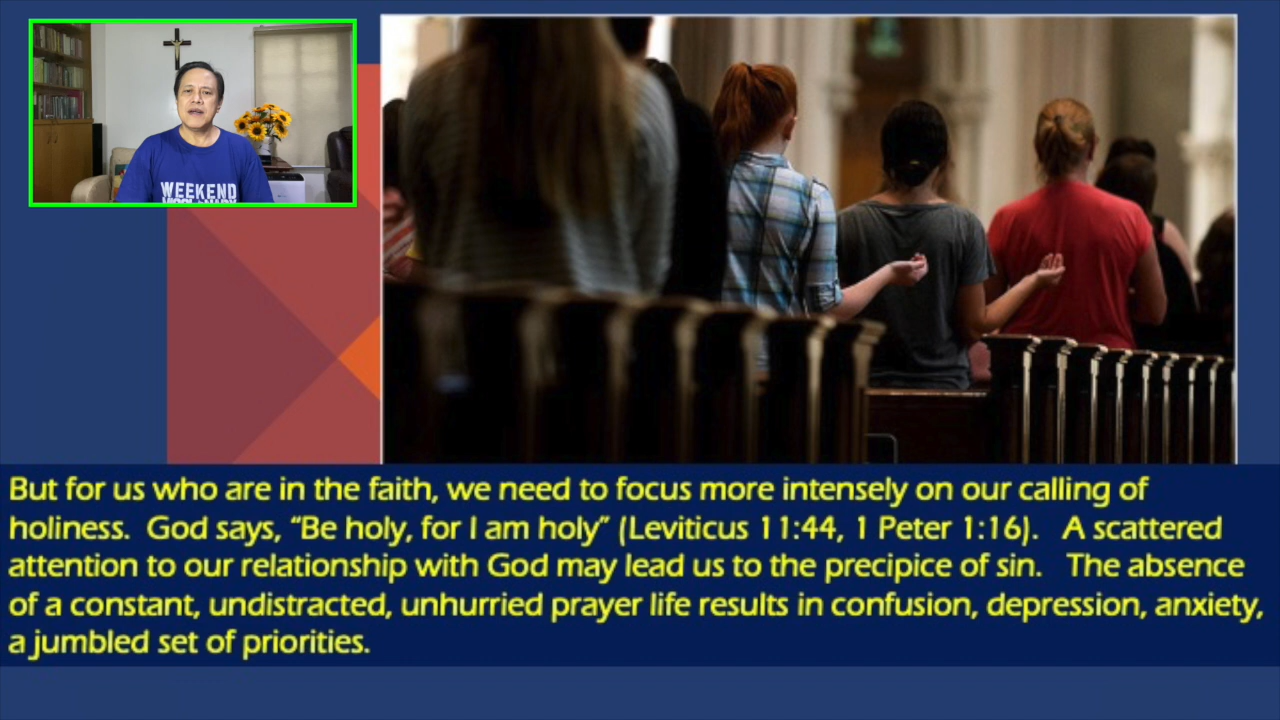 WEEKEND
But for us who are in the faith, we need to focus more intensely on our calling of
holiness.  God says, “Be holy, for I am holy” (Leviticus 11:44, 1 Peter 1:16).   A scattered
attention to our relationship with God may lead us to the precipice of sin.   The absence
of a constant, undistracted, unhurried prayer life results in confusion, depression, anxiety,
a jumbled set of priorities.